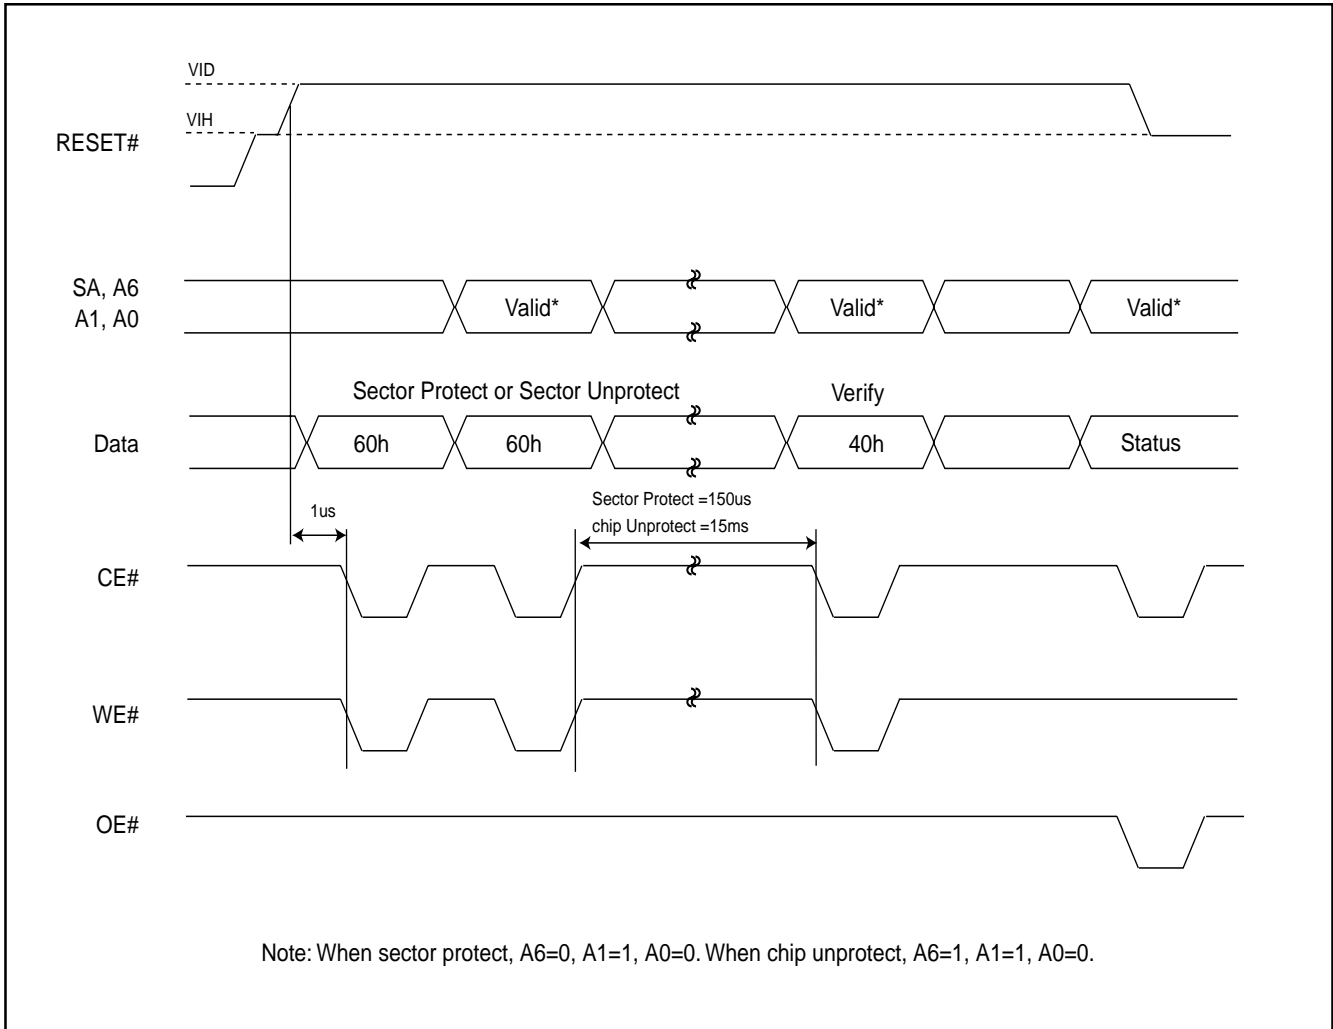 VID
VIH
RESET#
SA, A6
A1, A0
Valid*
Valid*
Valid*
Sector Protect or Sector Unprotect
Verify
Data
60h
60h
40h
Status
1us
Sector Protect =150us
chip Unprotect =15ms
CE#
WE#
OE#
Note: When sector protect, A6=0, A1=1, A0=0. When chip unprotect, A6=1, A1=1, A0=0.